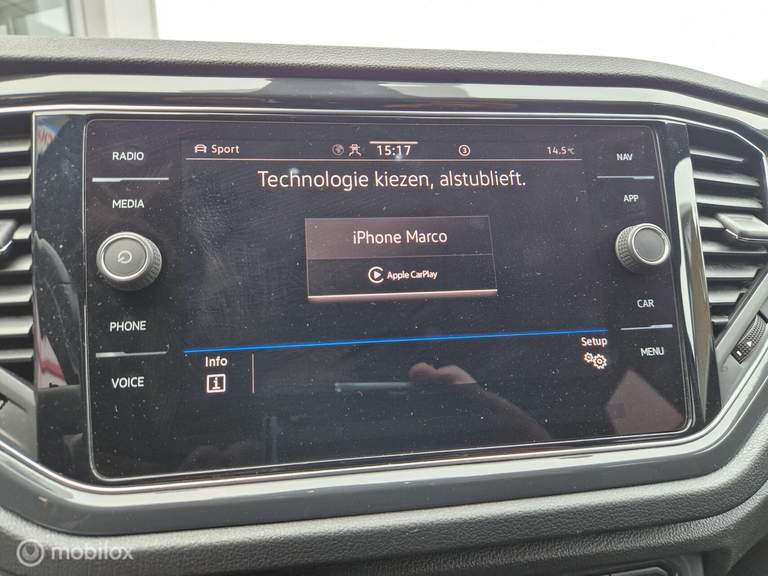 RADIO
MEDIA
PHONE
VOICE
Sport
15:17
3
14.5°C
Technologie kiezen, alstublieft.
iPhone Marco
Apple CarPlay
Info
i
Setup
NAV
APP
CAR
MENU
mobilox